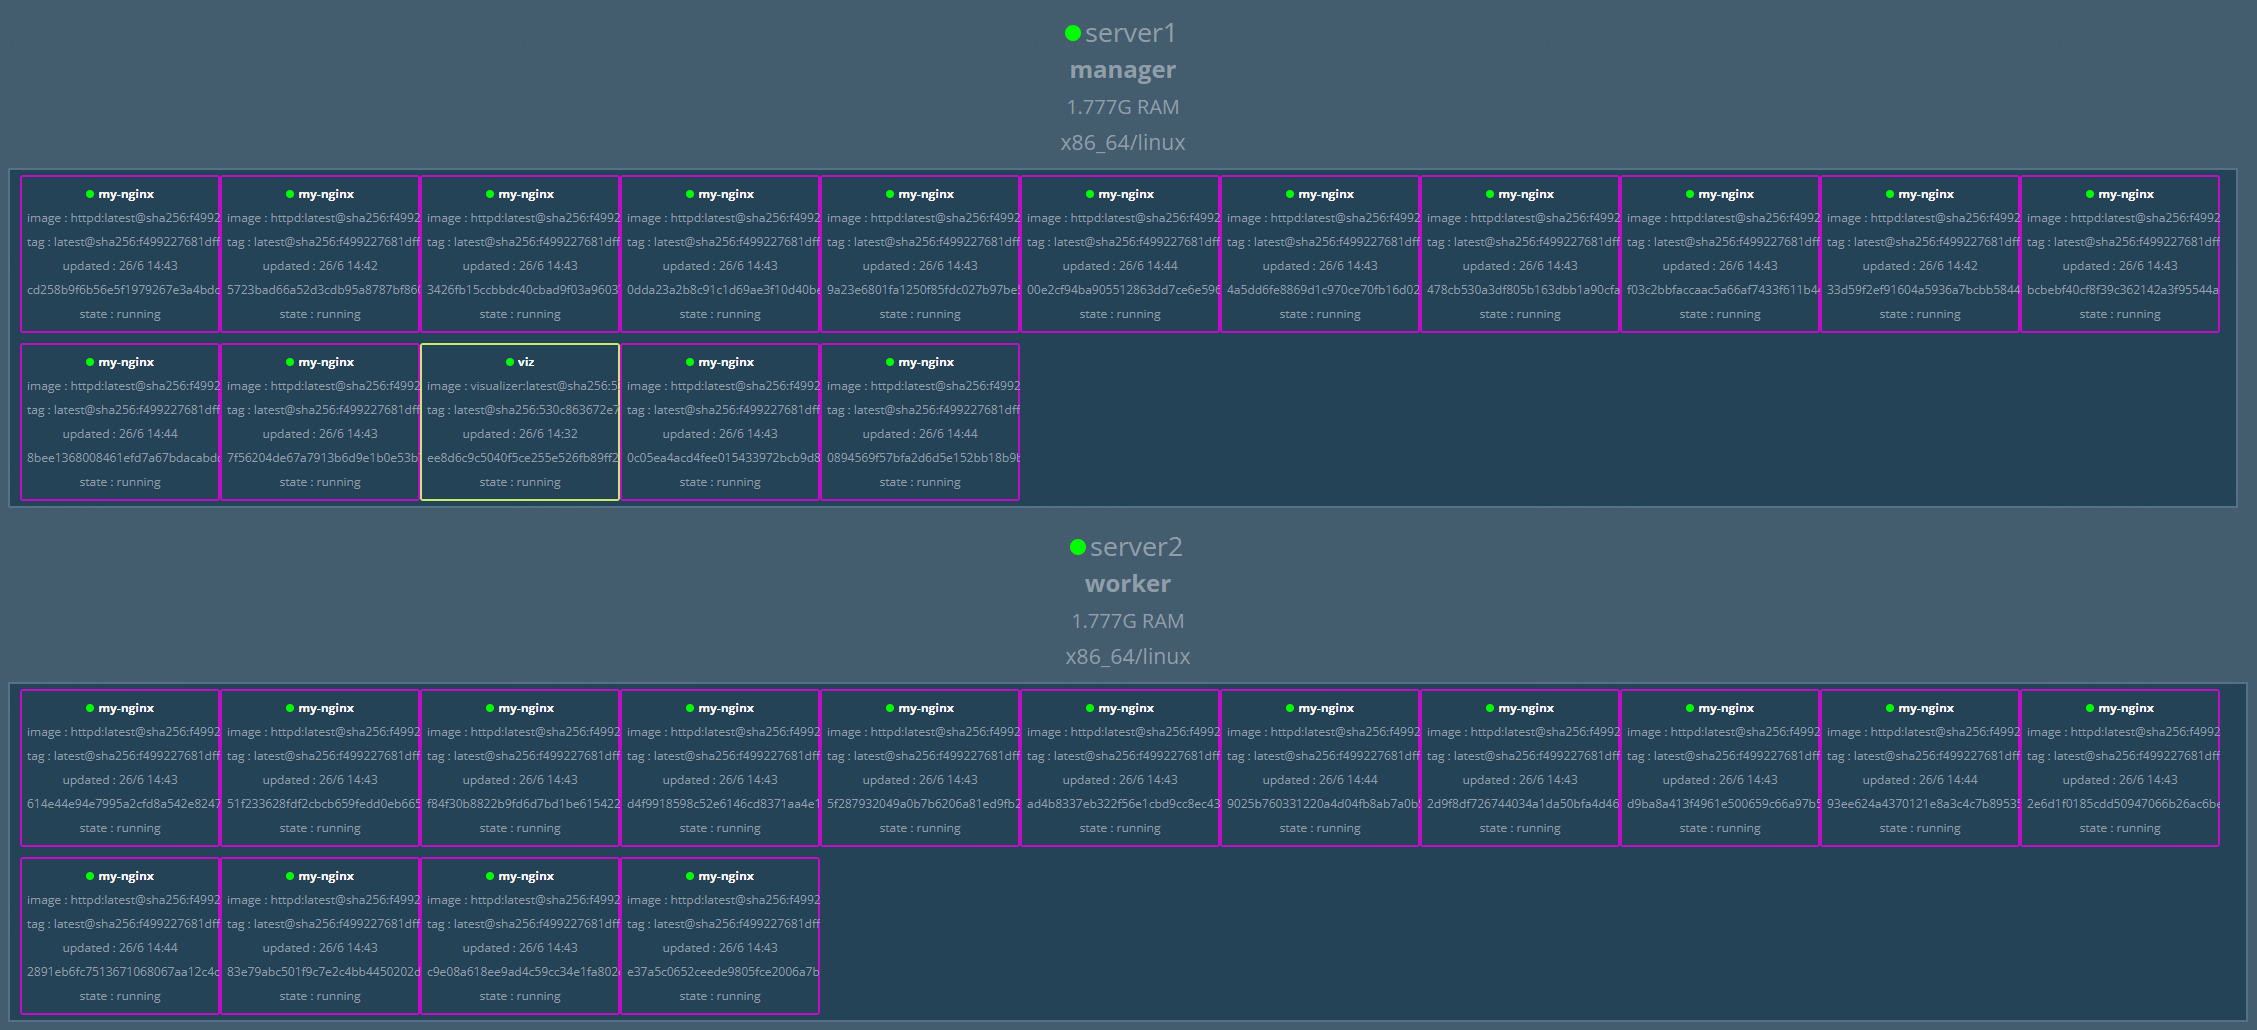 server1
manager
1.777G RAM
x86_64/linux
my-nginx my-nginx my-nginx my-nginx my-nginx my-nginx my-nginx my-nginx my-nginx my-nginx my-nginx
image : httpd:latest@sha256:f4992 image : httpd:latest@sha256:f4992 image : httpd:latest@sha256:f4992 image : httpd:latest@sha256:f4992 image : httpd:latest@sha256:f4992 image : httpd:latest@sha256:f4992 image : httpd:latest@sha256:f4992 image : httpd:latest@sha256:f4992 image : httpd:latest@sha256:f4992 image : httpd:latest@sha256:f4992 image : httpd:latest@sha256:f4992
tag : latest@sha256:f499227681dff tag : latest@sha256:f499227681dff tag : latest@sha256:f499227681dff tag : latest@sha256:f499227681dff tag : latest@sha256:f499227681dff tag : latest@sha256:f499227681dff tag : latest@sha256:f499227681dff tag : latest@sha256:f499227681dff tag : latest@sha256:f499227681dff tag : latest@sha256:f499227681dff tag : latest@sha256:f499227681dff
updated : 26/6 14:43 updated : 26/6 14:42 updated : 26/6 14:43 updated : 26/6 14:43 updated : 26/6 14:43 updated : 26/6 14:44 updated : 26/6 14:43 updated : 26/6 14:43 updated : 26/6 14:43 updated : 26/6 14:42 updated : 26/6 14:43
cd258b9f6b56e5f1979267e3a4bdc 5723bad66a52d3cdb95a8787bf86 3426fb15ccbbdc40cbad9f03a9603 0dda23a2b8c91c1d69ae3f10d40be 9a23e6801fa1250f85fdc027b97be 00e2cf94ba905512863dd7ce6e596 4a5dd6fe8869d1c970ce70fb16d02 478cb530a3df805b163dbb1a90cfa f03c2bbfaccaac5a66af7433f611b4 33d59f2ef91604a5936a7bcbb5844 bcbebf40cf8f39c362142a3f95544a
state : running state : running state : running state : running state : running state : running state : running state : running state : running state : running state : running
my-nginx my-nginx viz my-nginx my-nginx
image : httpd:latest@sha256:f4992 image : httpd:latest@sha256:f4992 image : visualizer:latest@sha256:5 image : httpd:latest@sha256:f4992 image : httpd:latest@sha256:f4992
tag : latest@sha256:f499227681dff tag : latest@sha256:f499227681dff tag : latest@sha256:530c863672e7 tag : latest@sha256:f499227681dff tag : latest@sha256:f499227681dff
updated : 26/6 14:44 updated : 26/6 14:43 updated : 26/6 14:32 updated : 26/6 14:43 updated : 26/6 14:44
8bee1368008461efd7a67bdacabd 7f56204de67a7913b6d9e1b0e53b ee8d6c9c5040f5ce255e526fb89ff2 0c05ea4acd4fee015433972bcb9d8 0894569f57bfa2d6d5e152bb18b9b
state : running state : running state : running state : running state : running
server2
worker
1.777G RAM
x86_64/linux
my-nginx my-nginx my-nginx my-nginx my-nginx my-nginx my-nginx my-nginx my-nginx my-nginx my-nginx
image : httpd:latest@sha256:f4992 image : httpd:latest@sha256:f4992 image : httpd:latest@sha256:f4992 image : httpd:latest@sha256:f4992 image : httpd:latest@sha256:f4992 image : httpd:latest@sha256:f4992 image : httpd:latest@sha256:f4992 image : httpd:latest@sha256:f4992 image : httpd:latest@sha256:f4992 image : httpd:latest@sha256:f4992 image : httpd:latest@sha256:f4992
tag : latest@sha256:f499227681dff tag : latest@sha256:f499227681dff tag : latest@sha256:f499227681dff tag : latest@sha256:f499227681dff tag : latest@sha256:f499227681dff tag : latest@sha256:f499227681dff tag : latest@sha256:f499227681dff tag : latest@sha256:f499227681dff tag : latest@sha256:f499227681dff tag : latest@sha256:f499227681dff tag : latest@sha256:f499227681dff
updated : 26/6 14:43 updated : 26/6 14:43 updated : 26/6 14:43 updated : 26/6 14:43 updated : 26/6 14:43 updated : 26/6 14:43 updated : 26/6 14:44 updated : 26/6 14:43 updated : 26/6 14:43 updated : 26/6 14:44 updated : 26/6 14:43
614e44e94e7995a2cfd8a542e8247 51f233628fdf2cbcb659fedd0eb665 f84f30b8822b9fd6d7bd1be615422 d4f9918598c52e6146cd8371aa4e1 5f287932049a0b7b6206a81ed9fb2 ad4b8337eb322f56e1cbd9cc8ec43 9025b760331220a4d04fb8ab7a0b 2d9f8df726744034a1da50bfa4d46 d9ba8a413f4961e500659c66a97b5 93ee624a4370121e8a3c4c7b89535 2e6d1f0185cdd50947066b26ac6be
state : running state : running state : running state : running state : running state : running state : running state : running state : running state : running state : running
my-nginx my-nginx my-nginx my-nginx
image : httpd:latest@sha256:f4992 image : httpd:latest@sha256:f4992 image : httpd:latest@sha256:f4992 image : httpd:latest@sha256:f4992
tag : latest@sha256:f499227681dff tag : latest@sha256:f499227681dff tag : latest@sha256:f499227681dff tag : latest@sha256:f499227681dff
updated : 26/6 14:44 updated : 26/6 14:43 updated : 26/6 14:43 updated : 26/6 14:43
2891eb6fc7513671068067aa12c4c 83e79abc501f9c7e2c4bb4450202c c9e08a618ee9ad4c59cc34e1fa802 e37a5c0652ceede9805fce2006a7b
state : running state : running state : running state : running